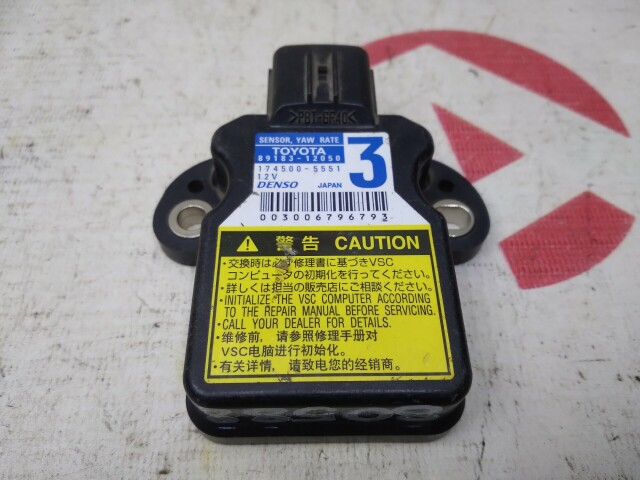 >PBT-GF40<
SENSOR, YAW RATE
TOYOTA
89183-12050
3
174500-5551
12V
DENSO JAPAN
003006796793
警告 CAUTION
・交換時は必ず修理書に基づきVSC
コンピュータの初期化を行ってください。
・詳しくは担当の販売店にご相談ください。
・INITIALIZE THE VSC COMPUTER ACCORDING
TO THE REPAIR MANUAL BEFORE SERVICING.
・CALL YOUR DEALER FOR DETAILS.
・维修前，请参照修理手册对
VSC电脑进行初始化。
・有关详情，请致电您的经销商。